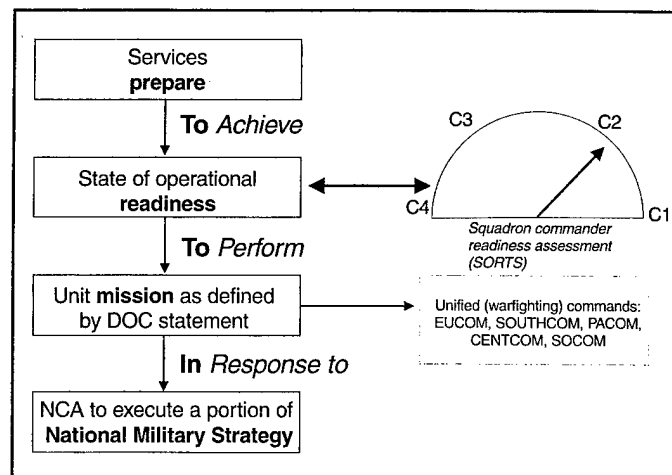 Services
prepare
To Achieve
State of operational
readiness
To Perform
Unit mission as defined
by DOC statement
In Response to
NCA to execute a portion of
National Military Strategy
C3
C2
C4
C1
Squadron commander
readiness assessment
(SORTS)
Unified (warfighting) commands:
EUCOM, SOUTHCOM, PACOM,
CENTCOM, SOCOM